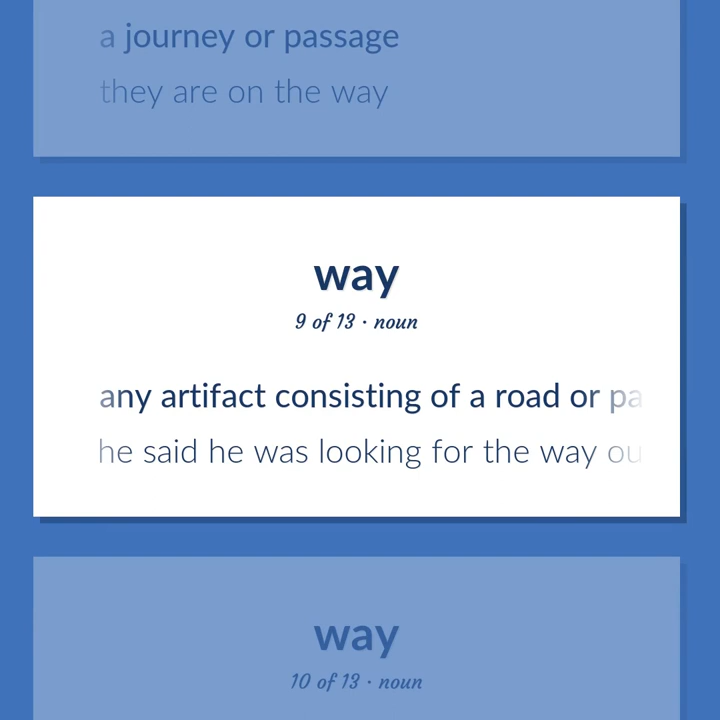 a journey or passage
they are on the way
way
9 of 13 · noun
any artifact consisting of a road or pa
he said he was looking for the way ou
way
10 of 13 · noun